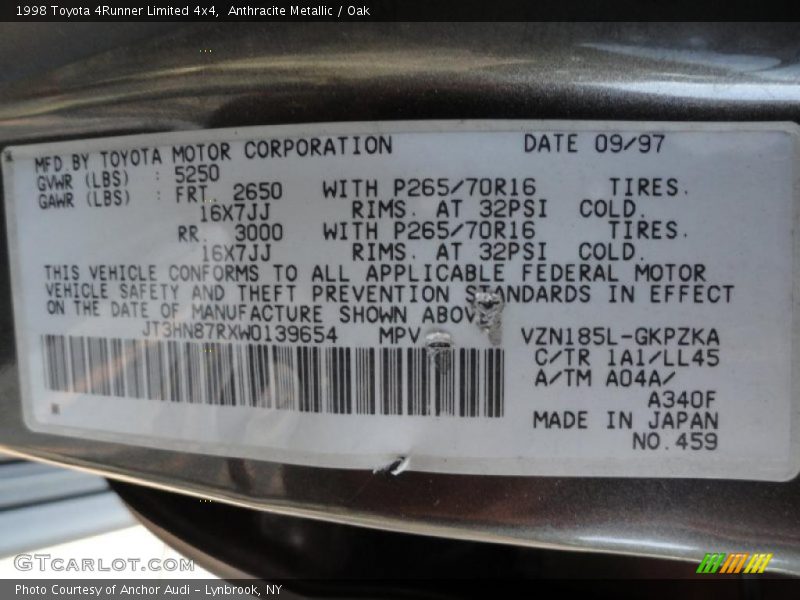 1998 Toyota 4Runner Limited 4x4,  Anthracite Metallic / Oak
MFD.BY TOYOTA MOTOR CORPORATION DATE 09/97
GVWR (LBS) : 5250
GAWR (LBS) : FRT 2650 WITH P265/70R16 TIRES.
16X7JJ RIMS. AT 32PSI COLD.
RR. 3000 WITH P265/70R16 TIRES.
16X7JJ RIMS. AT 32PSI COLD.
THIS VEHICLE CONFORMS TO ALL APPLICABLE FEDERAL MOTOR
VEHICLE SAFETY AND THEFT PREVENTION STANDARDS IN EFFECT
ON THE DATE OF MANUFACTURE SHOWN ABOV
JT3HN87RXW0139654 MPV VZN185L-GKPZKA
C/TR 1A1/LL45
A/TM A04A/
A340F
MADE IN JAPAN
NO.459
GTCARLOT.COM
Photo Courtesy of Anchor Audi - Lynbrook, NY